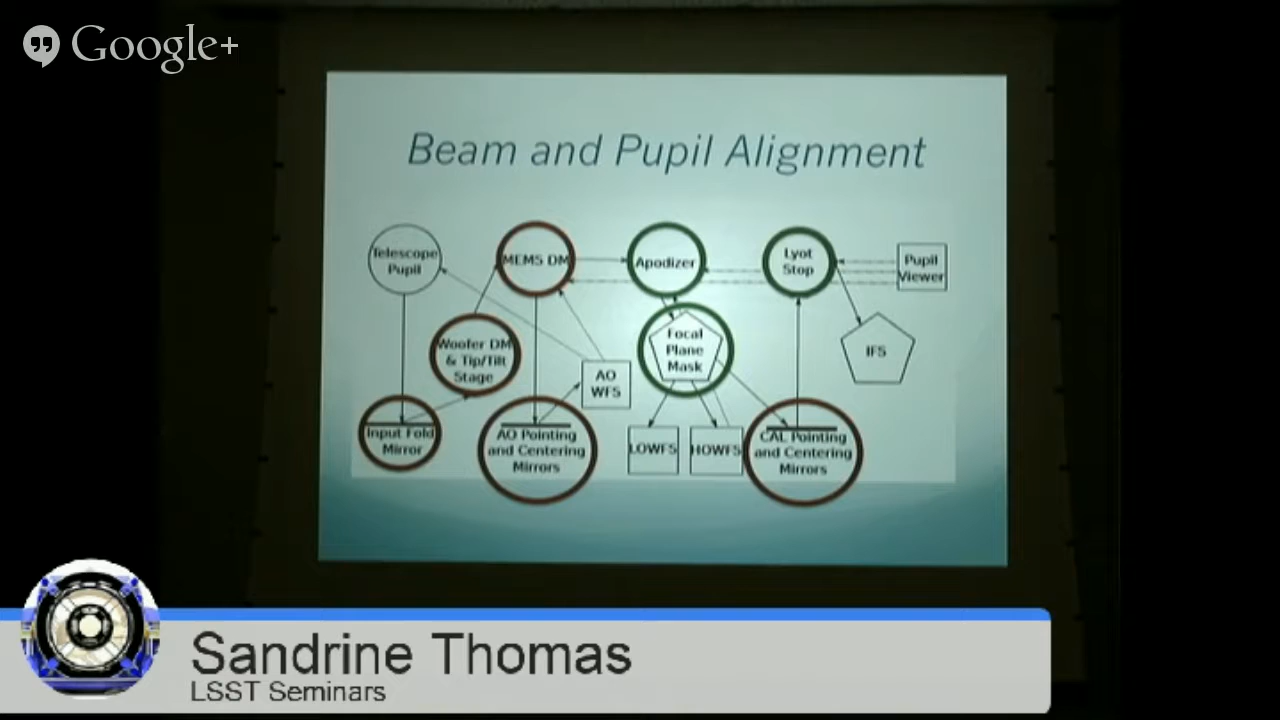 Google+
Beam and Pupil Alignment
Telescope
Pupil
MEMS DM
Apodizer
Lyot
Stop
Pupil
Viewer
Woofer DM
& Tip/Tilt
Stage
Focal
Plane
Mask
IFS
AO
WFS
Input Fold
Mirror
AO Pointing
and Centering
Mirrors
LOWFS
HOWFS
CAL Pointing
and Centering
Mirrors
Sandrine Thomas
LSST Seminars